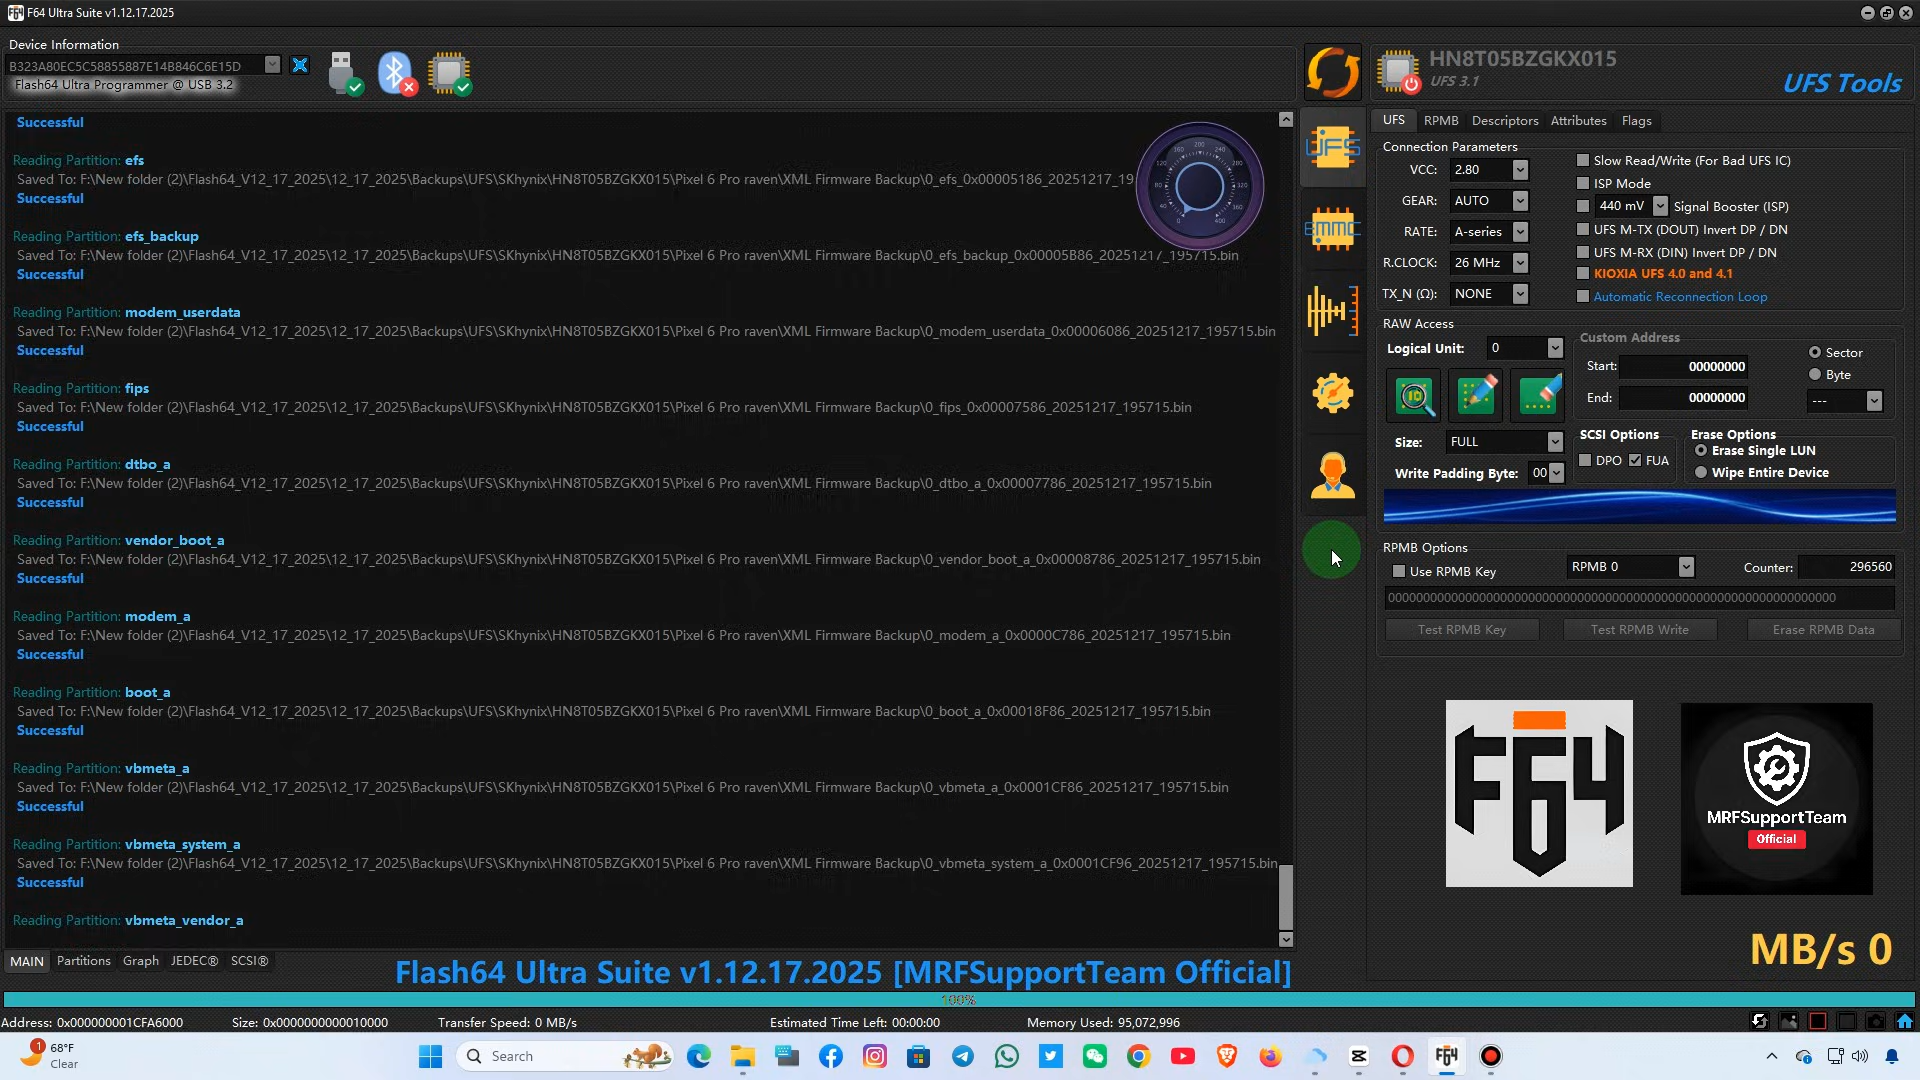 F64 Ultra Suite v1.12.17.2025
Device Information
B323A80EC5C58855887E14B846C6E15D
Flash64 Ultra Programmer @ USB 3.2
HN8T05BZGKX015
UFS 3.1
UFS Tools
Successful
Reading Partition: efs
Saved To: F:\New folder (2)\Flash64_V12_17_2025\12_17_2025\Backups\UFS\SKhynix\HN8T05BZGKX015\Pixel 6 Pro raven\XML Firmware Backup\0_efs_0x00005186_20251217_19
Successful
Reading Partition: efs_backup
Saved To: F:\New folder (2)\Flash64_V12_17_2025\12_17_2025\Backups\UFS\SKhynix\HN8T05BZGKX015\Pixel 6 Pro raven\XML Firmware Backup\0_efs_backup_0x00005B86_20251217_195715.bin
Successful
Reading Partition: modem_userdata
Saved To: F:\New folder (2)\Flash64_V12_17_2025\12_17_2025\Backups\UFS\SKhynix\HN8T05BZGKX015\Pixel 6 Pro raven\XML Firmware Backup\0_modem_userdata_0x00006086_20251217_195715.bin
Successful
Reading Partition: fips
Saved To: F:\New folder (2)\Flash64_V12_17_2025\12_17_2025\Backups\UFS\SKhynix\HN8T05BZGKX015\Pixel 6 Pro raven\XML Firmware Backup\0_fips_0x00007586_20251217_195715.bin
Successful
Reading Partition: dtbo_a
Saved To: F:\New folder (2)\Flash64_V12_17_2025\12_17_2025\Backups\UFS\SKhynix\HN8T05BZGKX015\Pixel 6 Pro raven\XML Firmware Backup\0_dtbo_a_0x00007786_20251217_195715.bin
Successful
Reading Partition: vendor_boot_a
Saved To: F:\New folder (2)\Flash64_V12_17_2025\12_17_2025\Backups\UFS\SKhynix\HN8T05BZGKX015\Pixel 6 Pro raven\XML Firmware Backup\0_vendor_boot_a_0x00008786_20251217_195715.bin
Successful
Reading Partition: modem_a
Saved To: F:\New folder (2)\Flash64_V12_17_2025\12_17_2025\Backups\UFS\SKhynix\HN8T05BZGKX015\Pixel 6 Pro raven\XML Firmware Backup\0_modem_a_0x0000C786_20251217_195715.bin
Successful
Reading Partition: boot_a
Saved To: F:\New folder (2)\Flash64_V12_17_2025\12_17_2025\Backups\UFS\SKhynix\HN8T05BZGKX015\Pixel 6 Pro raven\XML Firmware Backup\0_boot_a_0x00018F86_20251217_195715.bin
Successful
Reading Partition: vbmeta_a
Saved To: F:\New folder (2)\Flash64_V12_17_2025\12_17_2025\Backups\UFS\SKhynix\HN8T05BZGKX015\Pixel 6 Pro raven\XML Firmware Backup\0_vbmeta_a_0x0001CF86_20251217_195715.bin
Successful
Reading Partition: vbmeta_system_a
Saved To: F:\New folder (2)\Flash64_V12_17_2025\12_17_2025\Backups\UFS\SKhynix\HN8T05BZGKX015\Pixel 6 Pro raven\XML Firmware Backup\0_vbmeta_system_a_0x0001CF96_20251217_195715.bin
Successful
Reading Partition: vbmeta_vendor_a
0 40 80 120 160 200 240 280 320 360 400
UFS
eMMC
UFS RPMB Descriptors Attributes Flags
Connection Parameters
VCC: 2.80
GEAR: AUTO
RATE: A-series
R.CLOCK: 26 MHz
TX_N (Ω): NONE
Slow Read/Write (For Bad UFS IC)
ISP Mode
440 mV Signal Booster (ISP)
UFS M-TX (DOUT) Invert DP / DN
UFS M-RX (DIN) Invert DP / DN
KIOXIA UFS 4.0 and 4.1
Automatic Reconnection Loop
RAW Access
Logical Unit: 0
Custom Address
Start: 00000000
End: 00000000
Sector
Byte
---
Size: FULL
Write Padding Byte: 00
SCSI Options
DPO FUA
Erase Options
Erase Single LUN
Wipe Entire Device
RPMB Options
Use RPMB Key
RPMB 0
Counter: 296560
0000000000000000000000000000000000000000000000000000000000000000
Test RPMB Key
Test RPMB Write
Erase RPMB Data
F64
MRFSupportTeam
Official
MB/s 0
MAIN Partitions Graph JEDEC® SCSI®
Flash64 Ultra Suite v1.12.17.2025 [MRFSupportTeam Official]
100%
Address: 0x000000001CFA6000
Size: 0x0000000000010000
Transfer Speed: 0 MB/s
Estimated Time Left: 00:00:00
Memory Used: 95,072,996
1
68°F
Clear
Search
F64